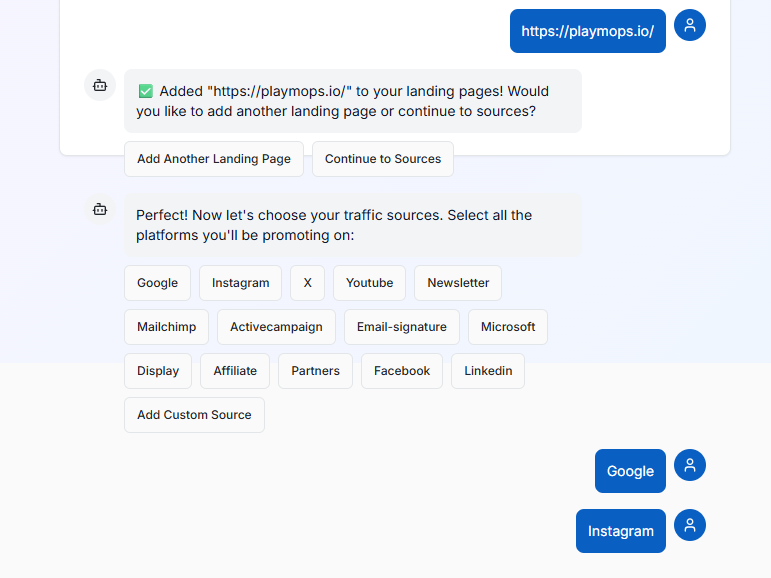 https://playmops.io/
✅ Added "https://playmops.io/" to your landing pages! Would
you like to add another landing page or continue to sources?
Add Another Landing Page
Continue to Sources
Perfect! Now let's choose your traffic sources. Select all the
platforms you'll be promoting on:
Google
Instagram
X
Youtube
Newsletter
Mailchimp
Activecampaign
Email-signature
Microsoft
Display
Affiliate
Partners
Facebook
Linkedin
Add Custom Source
Google
Instagram